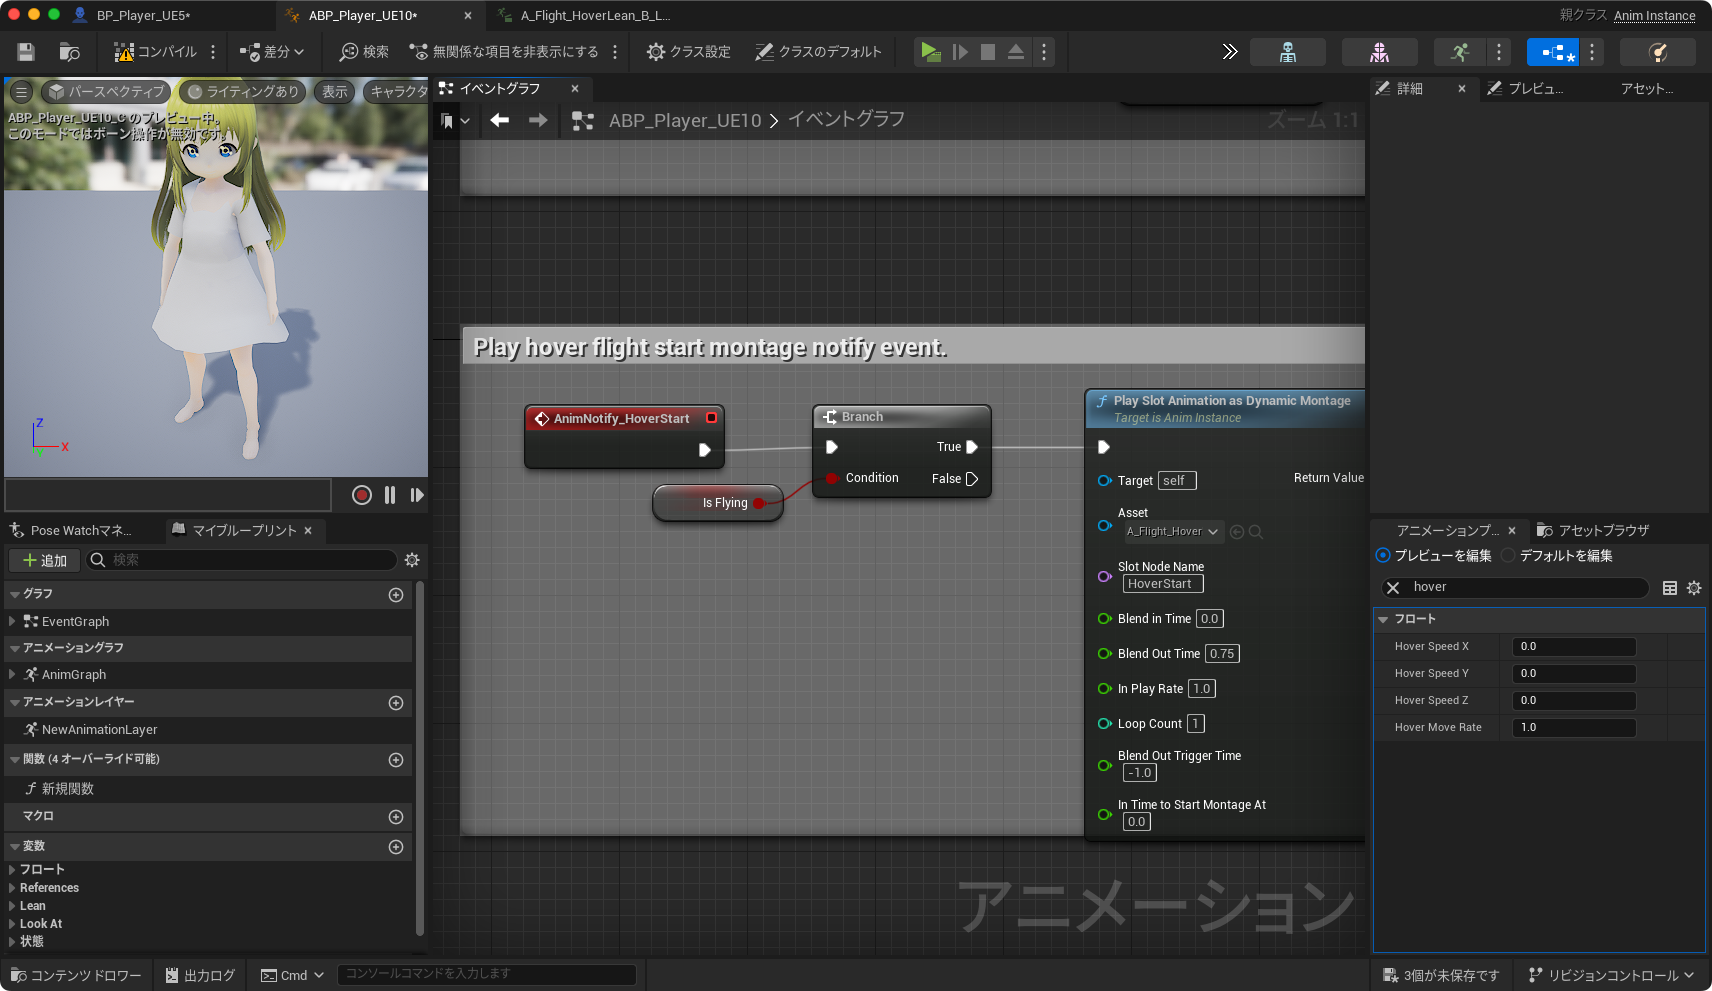 BP_Player_UE5*
ABP_Player_UE10*
A_Flight_HoverLean_B_L...
親クラス Anim Instance
コンパイル
差分
検索
無関係な項目を非表示にする
クラス設定
クラスのデフォルト
パースペクティブ
ライティングあり
表示
キャラクタ
ABP_Player_UE10_C のプレビュー中。
このモードではボーン操作が無効です。
Z
X
Y
イベントグラフ
ABP_Player_UE10 > イベントグラフ
ズーム 1:1
Play hover flight start montage notify event.
AnimNotify_HoverStart
Is Flying
Branch
True
Condition
False
Play Slot Animation as Dynamic Montage
Target is Anim Instance
Target self
Return Value
Asset
A_Flight_Hover
Slot Node Name
HoverStart
Blend in Time 0.0
Blend Out Time 0.75
In Play Rate 1.0
Loop Count 1
Blend Out Trigger Time
-1.0
In Time to Start Montage At
0.0
アニメーション
Pose Watchマネ...
マイブループリント
追加
検索
グラフ
EventGraph
アニメーショングラフ
AnimGraph
アニメーションレイヤー
NewAnimationLayer
関数 (4 オーバーライド可能)
新規関数
マクロ
変数
フロート
References
Lean
Look At
状態
詳細
プレビュ...
アセット...
アニメーションプ...
アセットブラウザ
プレビューを編集
デフォルトを編集
hover
フロート
Hover Speed X 0.0
Hover Speed Y 0.0
Hover Speed Z 0.0
Hover Move Rate 1.0
コンテンツ ドロワー
出力ログ
Cmd
コンソールコマンドを入力します
3個が未保存です
リビジョンコントロール